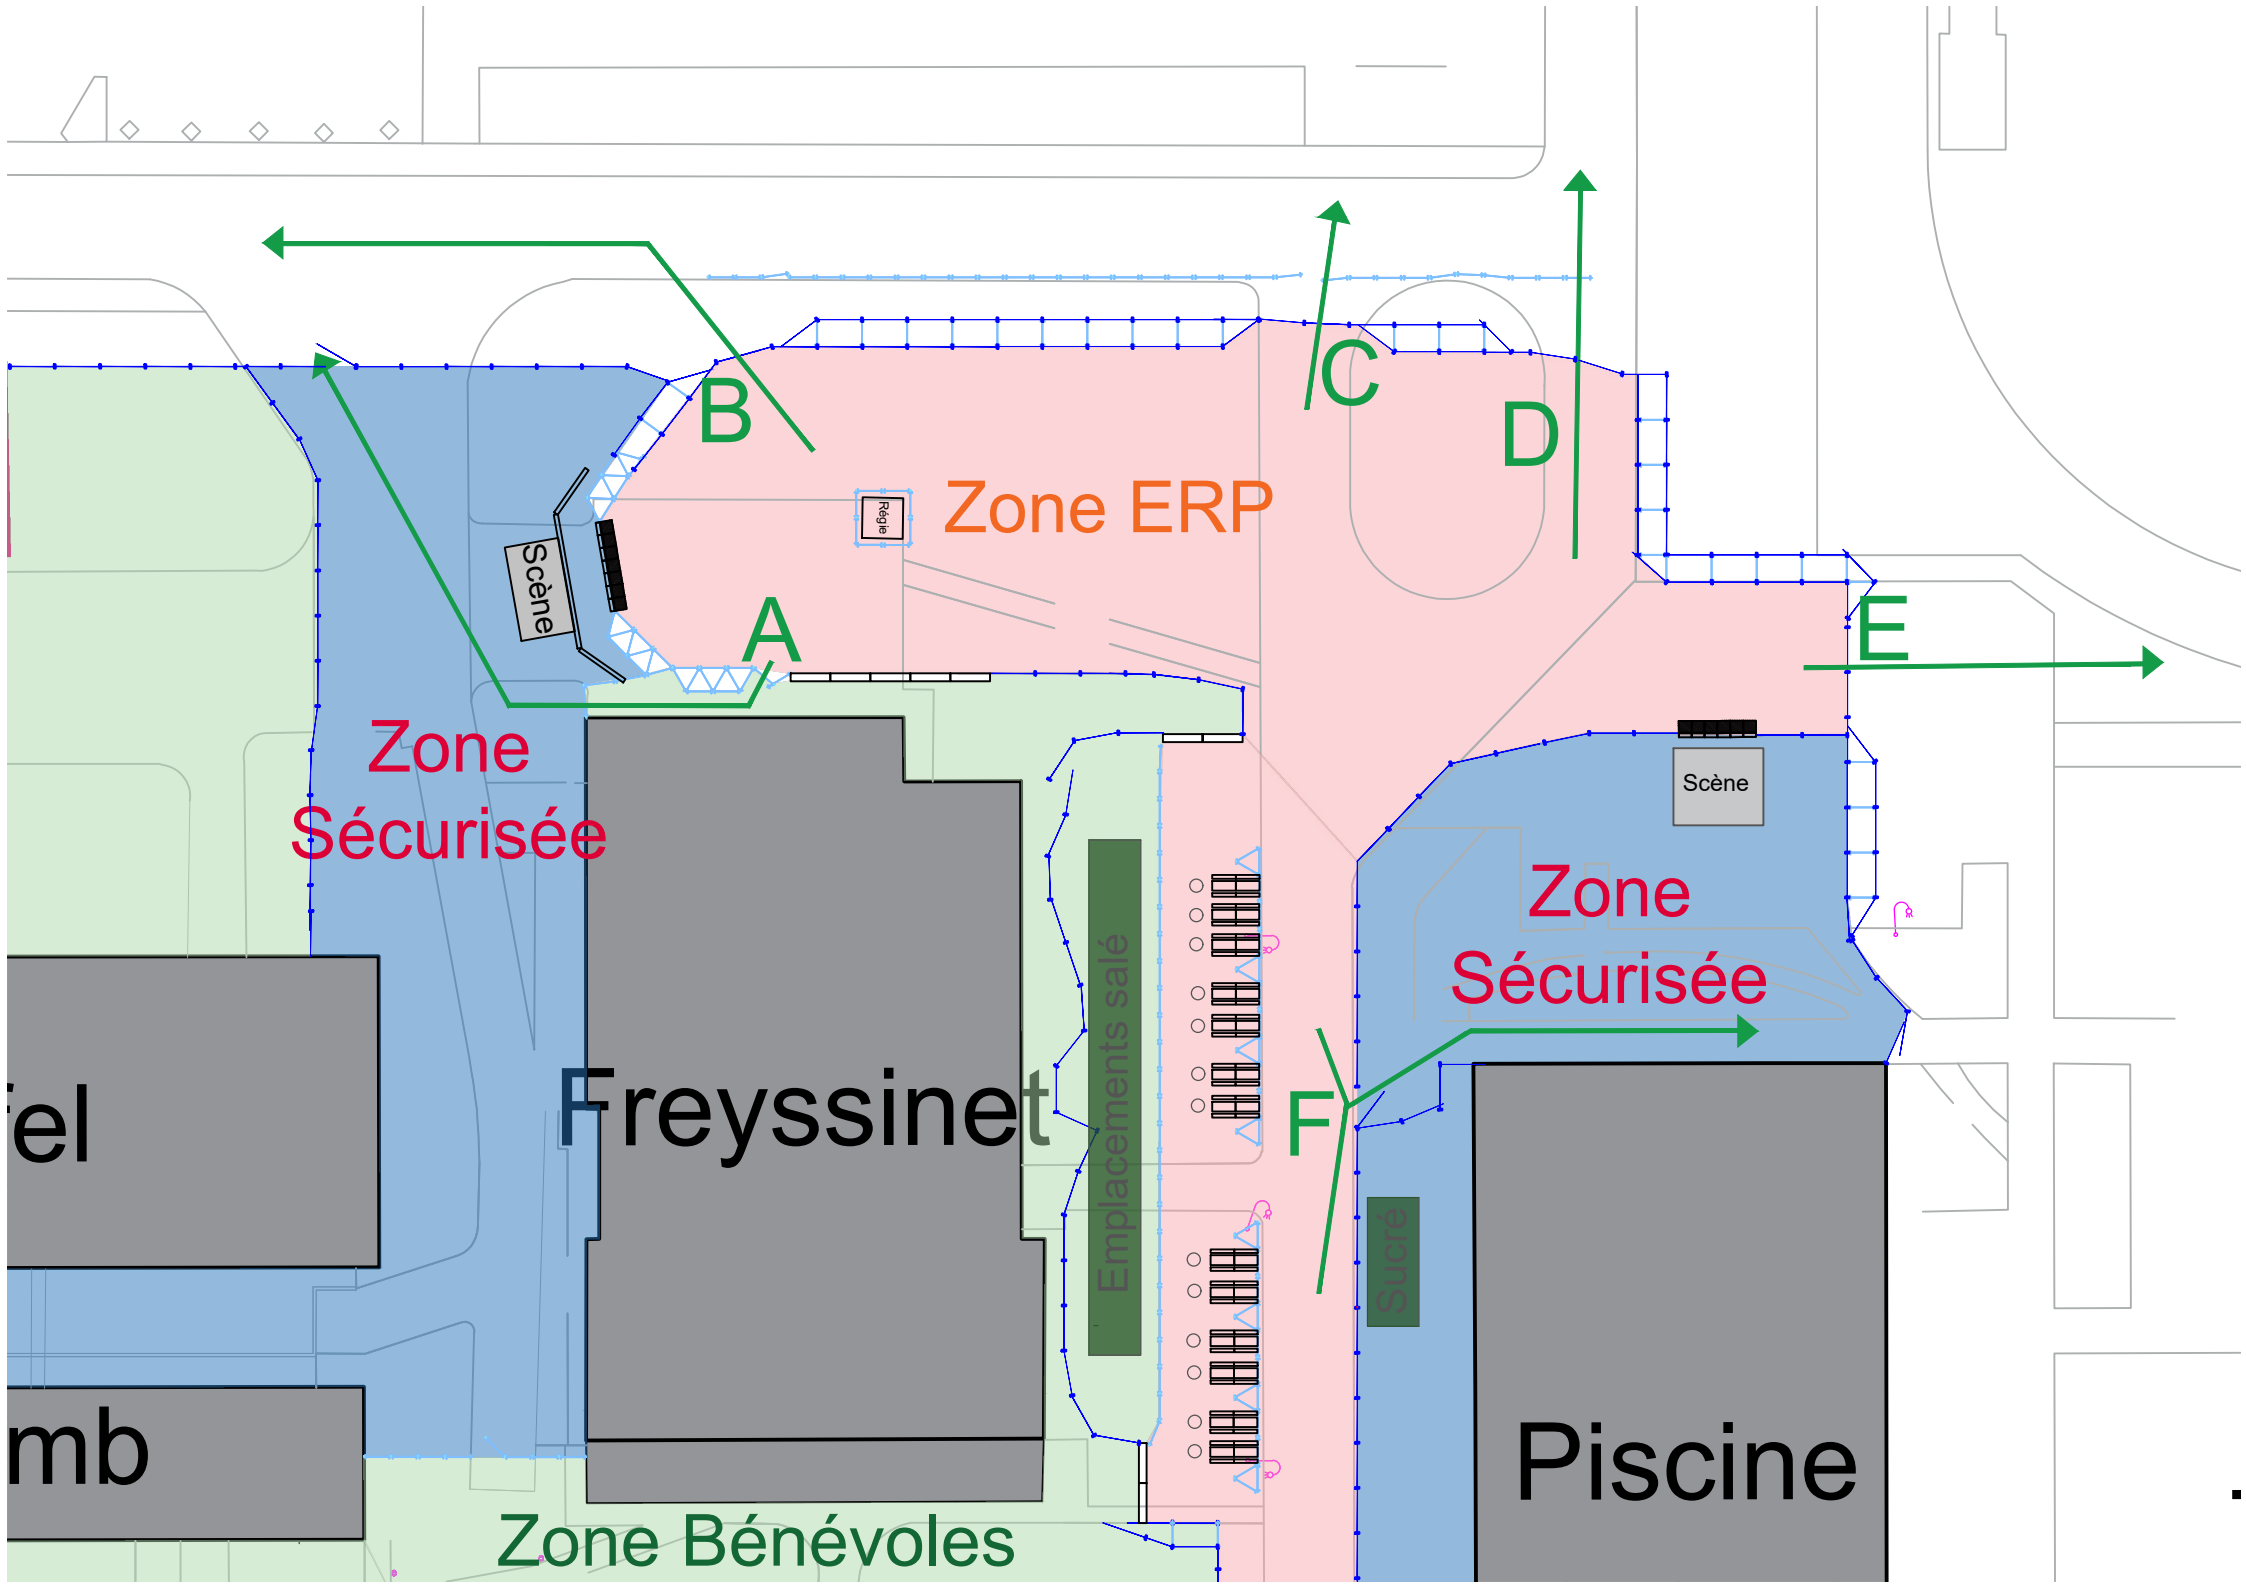 C
B
D
Zone ERP
Régie
Scène
A
E
Zone
Sécurisée
Scène
Zone
Sécurisée
fel
Freyssinet
Emplacements salé
F
Sucré
mb
Piscine
Zone Bénévoles